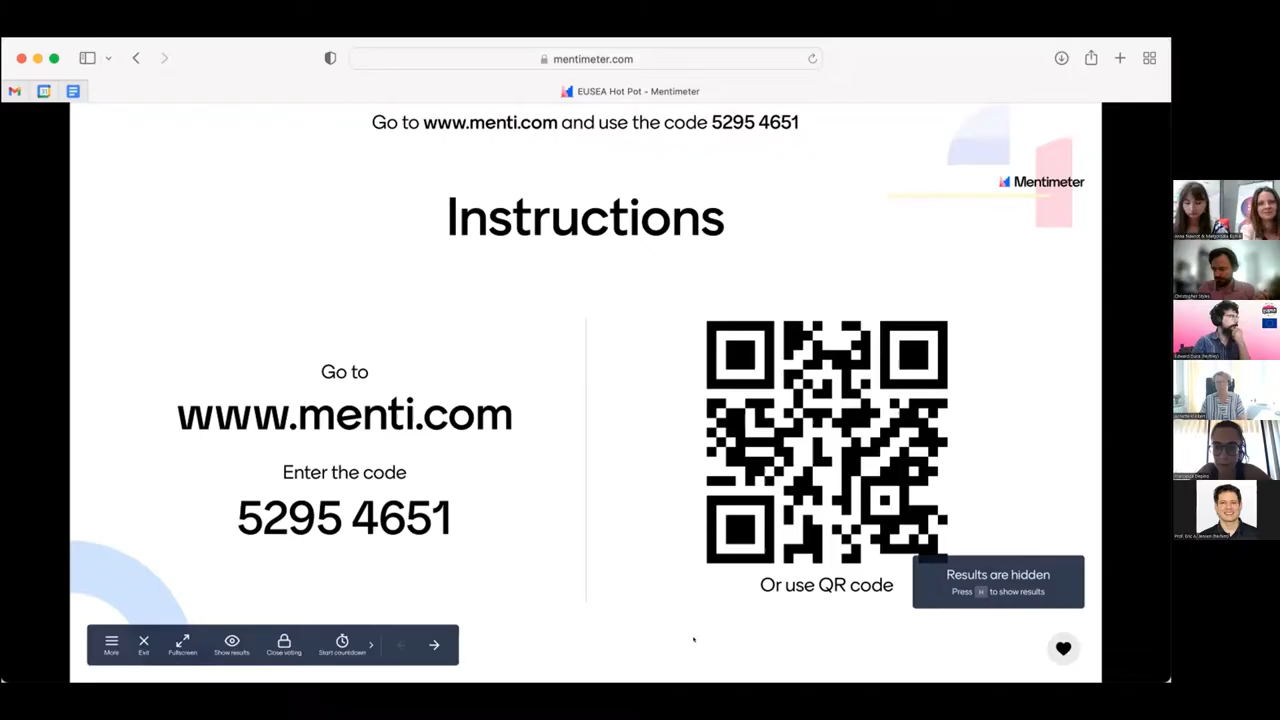 mentimeter.com
EUSEA Hot Pot - Mentimeter
Go to www.menti.com and use the code 5295 4651
Mentimeter
Instructions
Go to
www.menti.com
Enter the code
5295 4651
Or use QR code
Results are hidden
Press H to show results
More
Exit
Fullscreen
Show results
Close voting
Start countdown
Christopher Styles